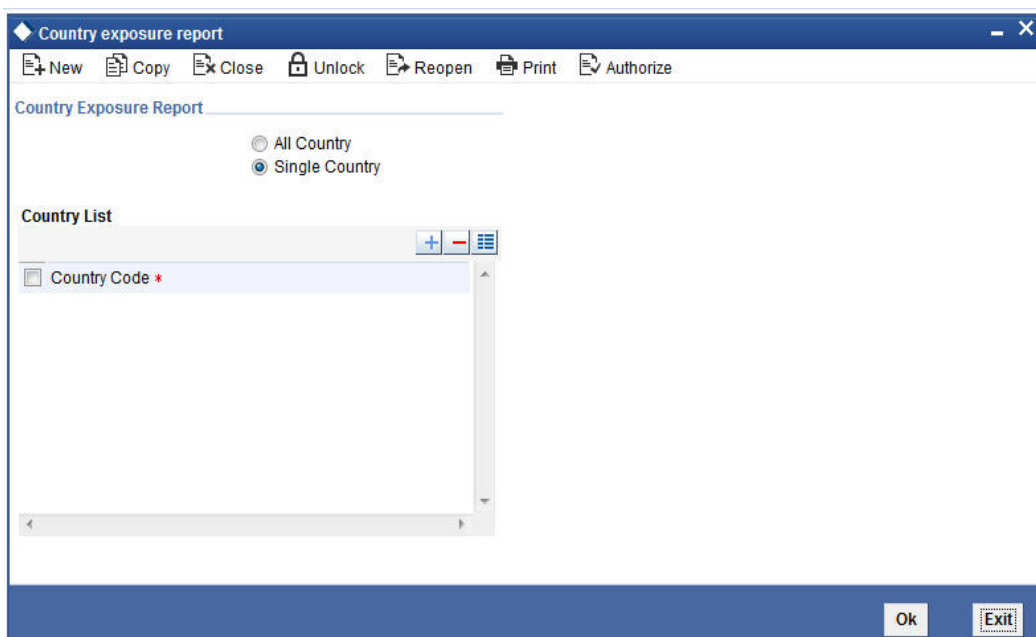 Country exposure report
New Copy Close Unlock Reopen Print Authorize
Country Exposure Report
All Country
Single Country
Country List
Country Code *
Ok Exit